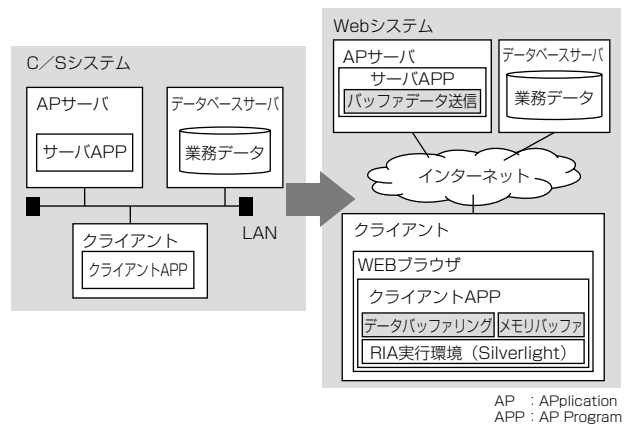 C／Sシステム
APサーバ
サーバAPP
データベースサーバ
業務データ
LAN
クライアント
クライアントAPP
Webシステム
APサーバ
サーバAPP
バッファデータ送信
データベースサーバ
業務データ
インターネット
クライアント
WEBブラウザ
クライアントAPP
データバッファリング
メモリバッファ
RIA実行環境（Silverlight）
AP ：APplication
APP：AP Program